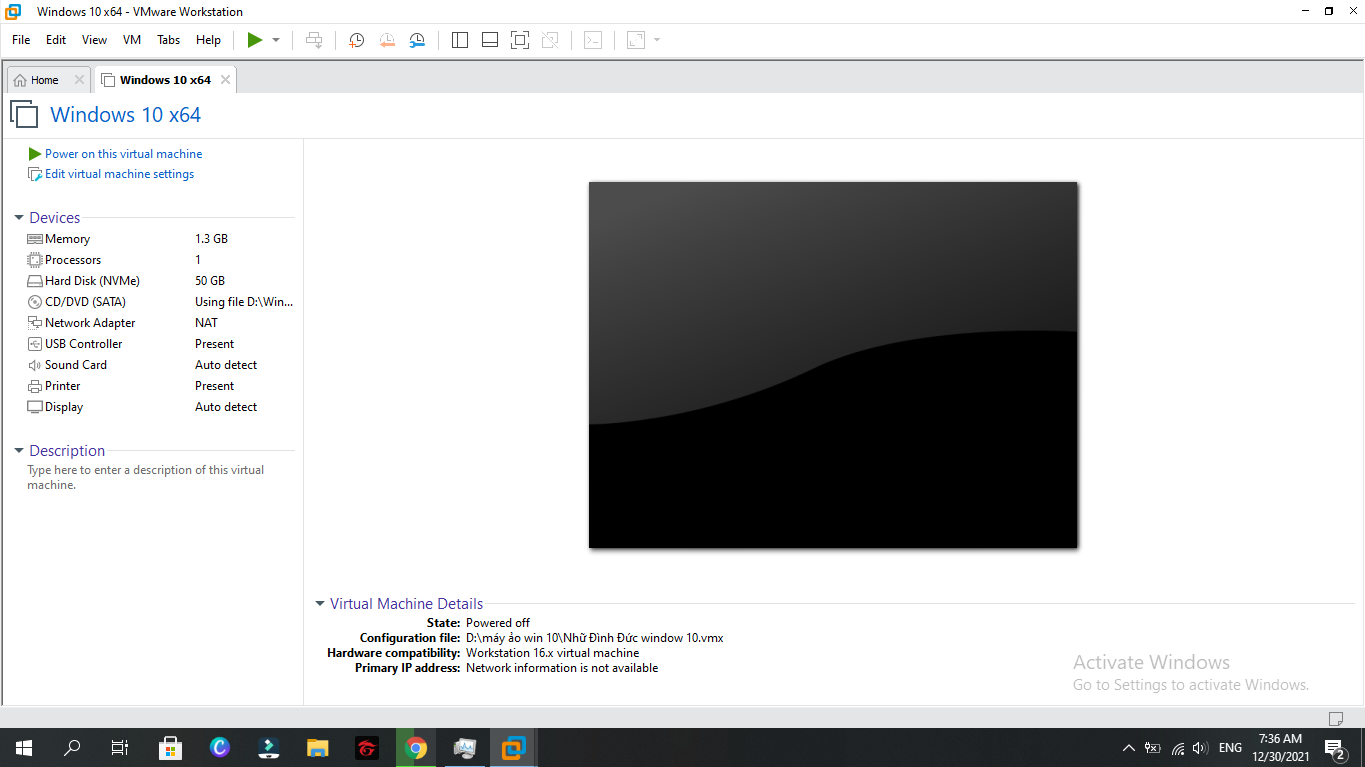 Windows 10 x64 - VMware Workstation
File Edit View VM Tabs Help
Home Windows 10 x64
Windows 10 x64
Power on this virtual machine
Edit virtual machine settings
Devices
Memory 1.3 GB
Processors 1
Hard Disk (NVMe) 50 GB
CD/DVD (SATA) Using file D:\Win...
Network Adapter NAT
USB Controller Present
Sound Card Auto detect
Printer Present
Display Auto detect
Description
Type here to enter a description of this virtual
machine.
Virtual Machine Details
State: Powered off
Configuration file: D:\máy ảo win 10\Nhữ Đình Đức window 10.vmx
Hardware compatibility: Workstation 16.x virtual machine
Primary IP address: Network information is not available
Activate Windows
Go to Settings to activate Windows.
ENG
7:36 AM
12/30/2021
2